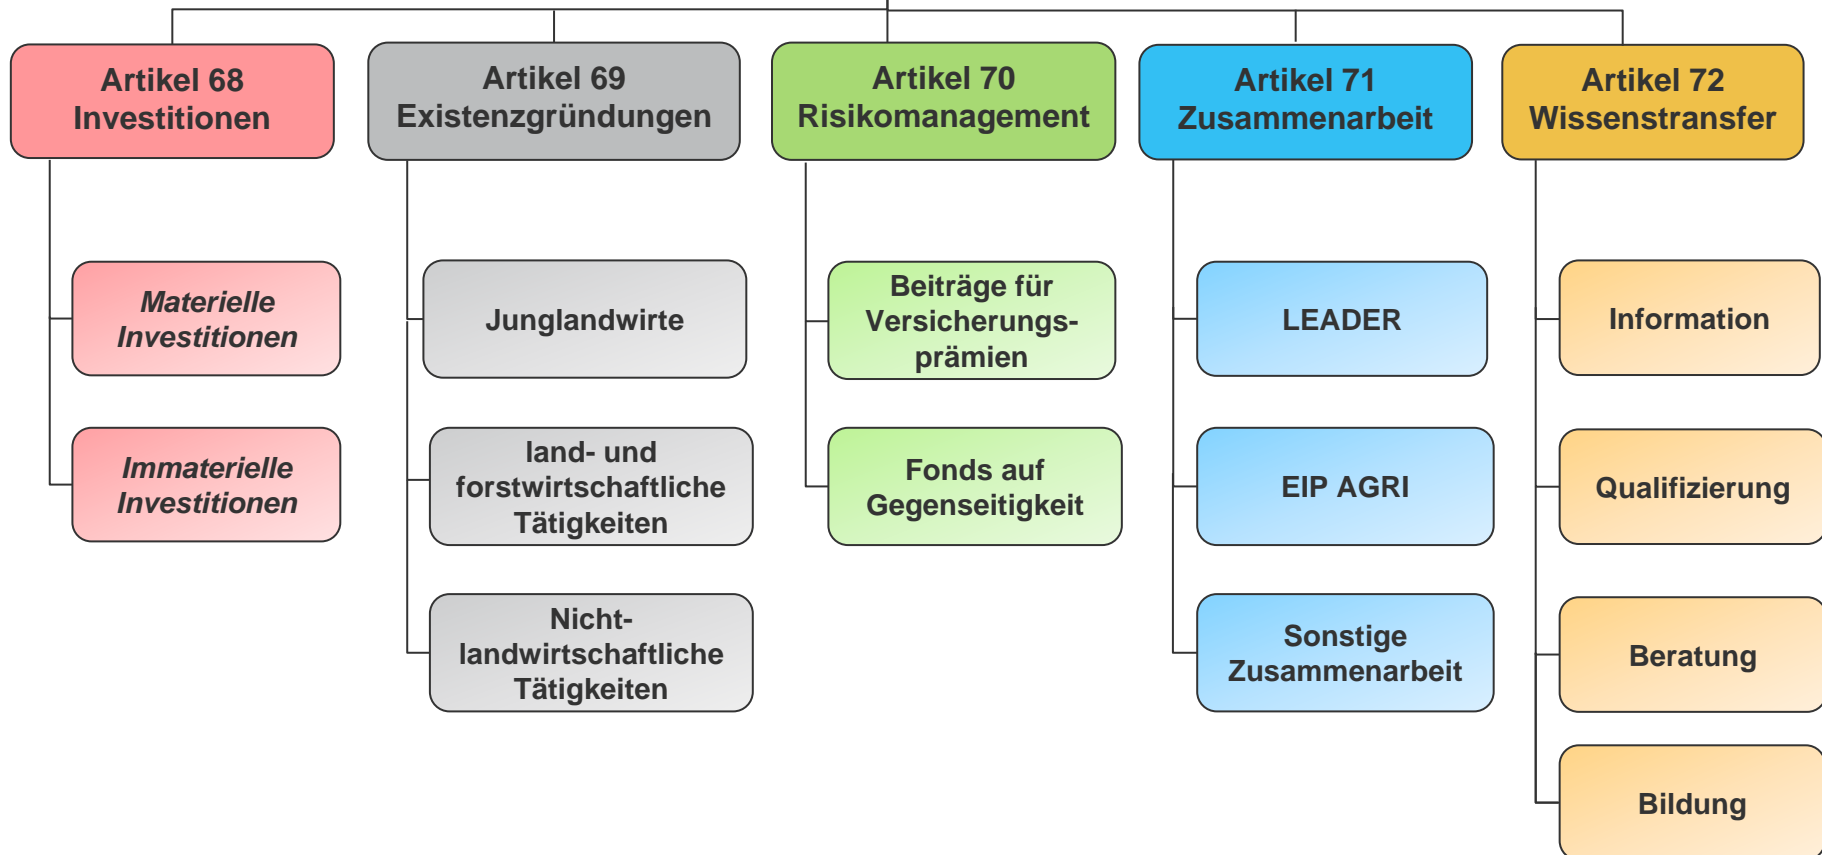 Artikel 68
Investitionen
Artikel 69
Existenzgründungen
Artikel 70
Risikomanagement
Artikel 71
Zusammenarbeit
Artikel 72
Wissenstransfer
Materielle
Investitionen
Immaterielle
Investitionen
Junglandwirte
land- und
forstwirtschaftliche
Tätigkeiten
Nicht-
landwirtschaftliche
Tätigkeiten
Beiträge für
Versicherungs-
prämien
Fonds auf
Gegenseitigkeit
LEADER
EIP AGRI
Sonstige
Zusammenarbeit
Information
Qualifizierung
Beratung
Bildung